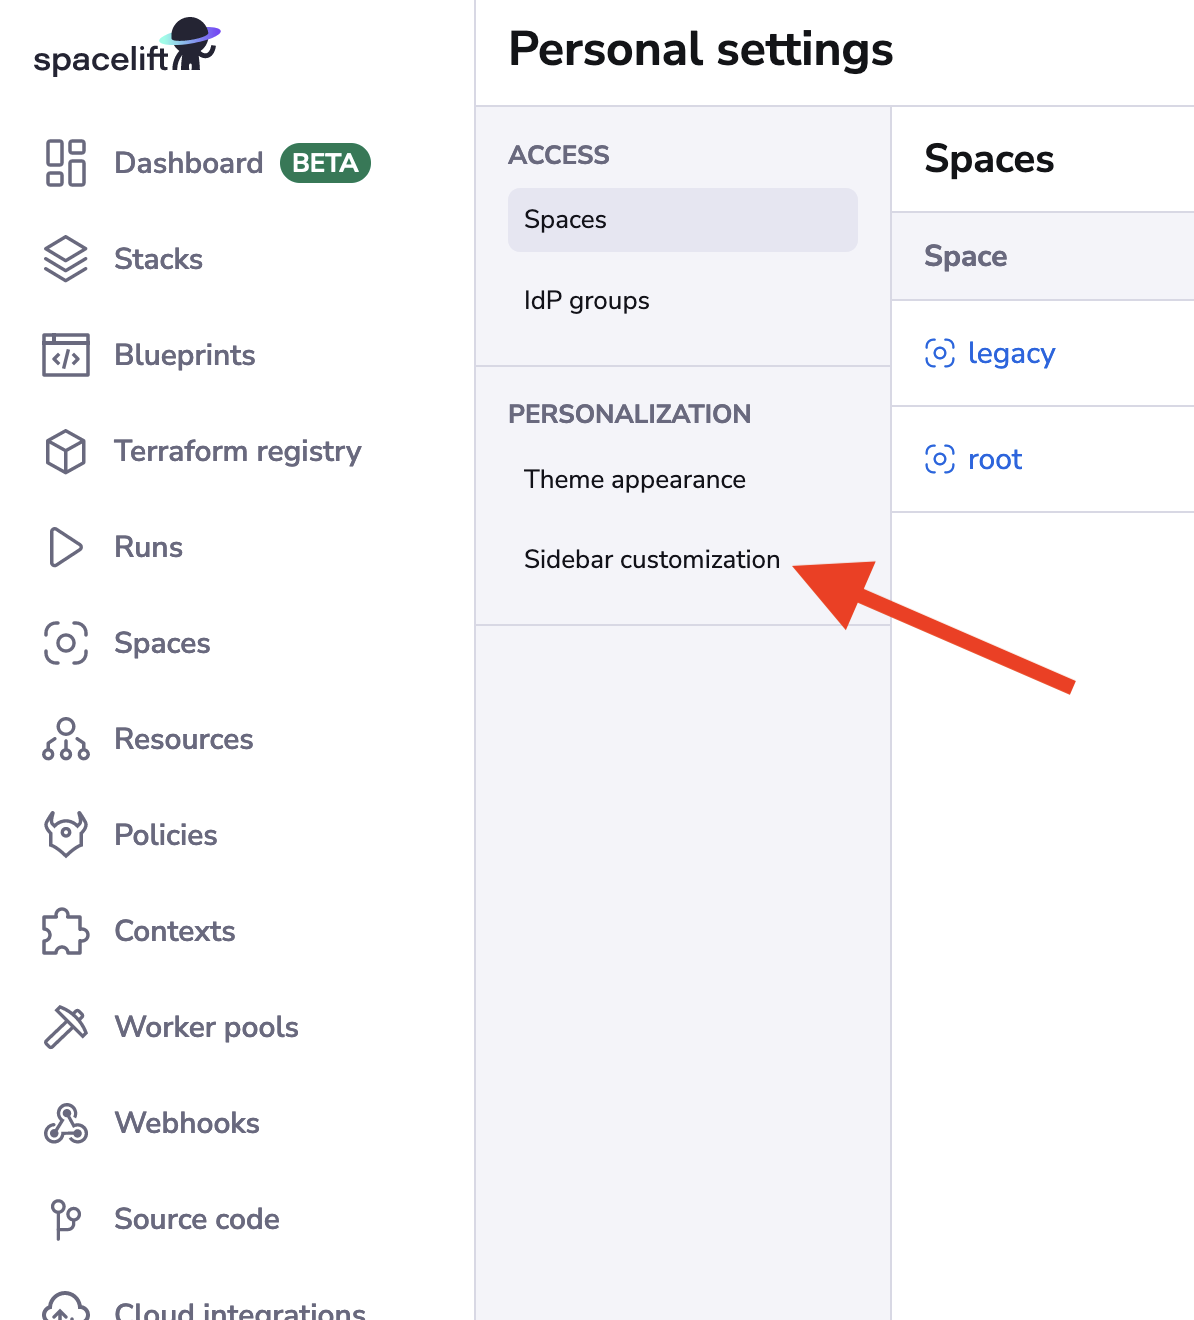 spacelift
Dashboard BETA
Stacks
Blueprints
Terraform registry
Runs
Spaces
Resources
Policies
Contexts
Worker pools
Webhooks
Source code
Cloud integrations
Personal settings
ACCESS
Spaces
IdP groups
PERSONALIZATION
Theme appearance
Sidebar customization
Spaces
Space
legacy
root